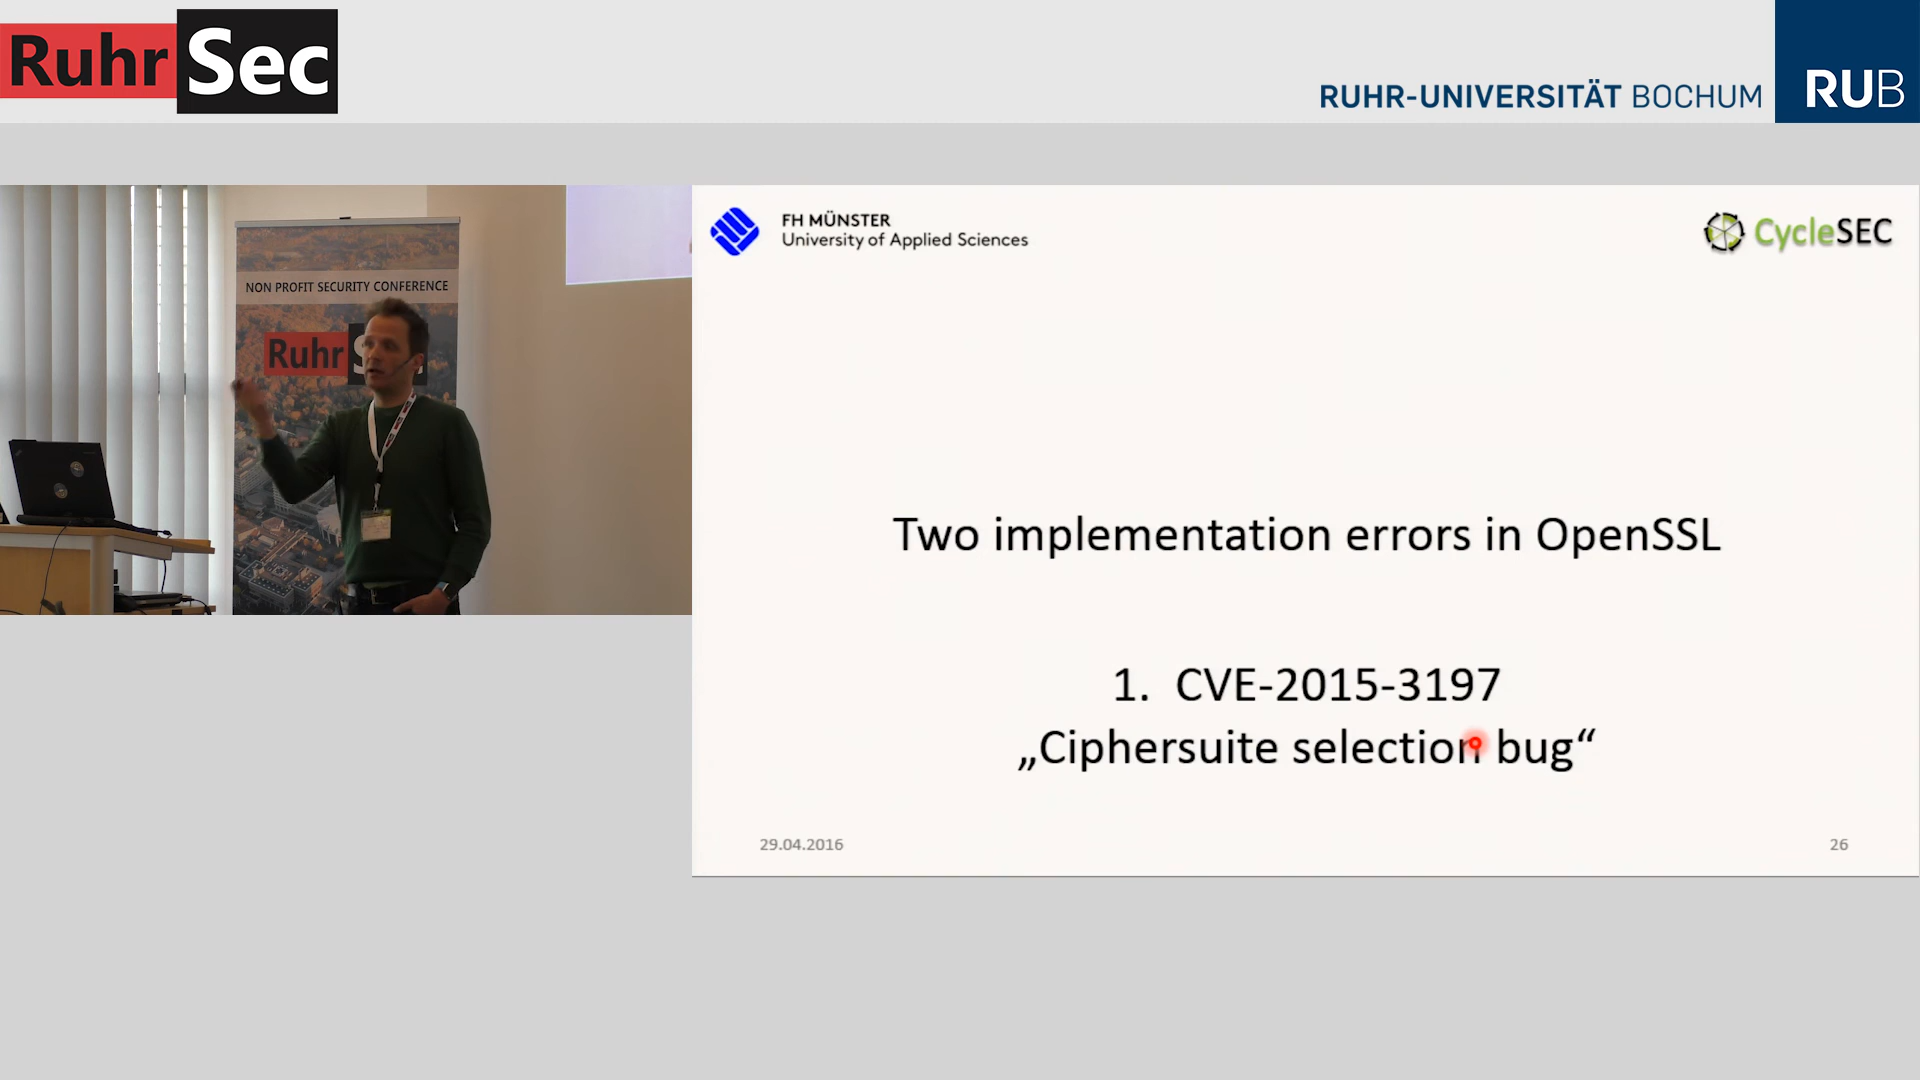 RuhrSec
RUHR-UNIVERSITÄT BOCHUM
RUB
NON PROFIT SECURITY CONFERENCE
Ruhr
FH MÜNSTER
University of Applied Sciences
CycleSEC
Two implementation errors in OpenSSL
1. CVE-2015-3197
„Ciphersuite selection bug“
29.04.2016
26